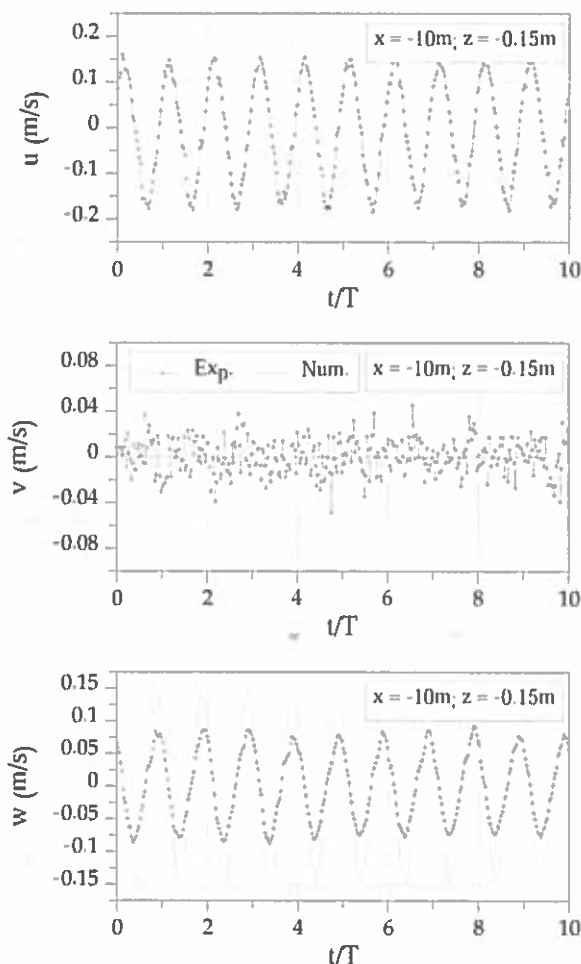 0.2
x = -10m; z = -0.15m
0.1
u (m/s)
0
-0.1
-0.2
0 2 4 6 8 10
t/T
0.08
Exp. Num. x = -10m; z = -0.15m
0.04
v (m/s)
0
-0.04
-0.08
0 2 4 6 8 10
t/T
0.15
x = -10m; z = -0.15m
0.1
0.05
w (m/s)
0
-0.05
-0.1
-0.15
0 2 4 6 8 10
t/T